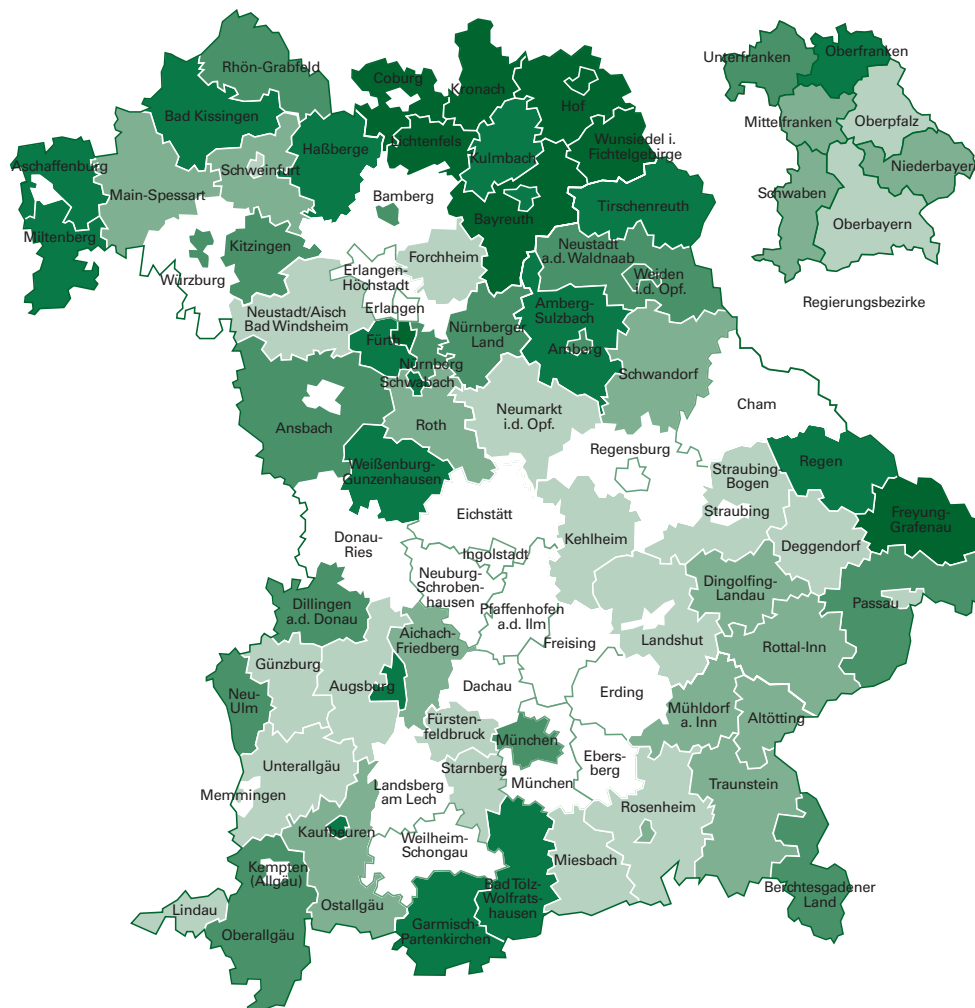 Rhön-Grabfeld
Coburg
Kronach
Hof
Unterfranken
Oberfranken
Bad Kissingen
Lichtenfels
Kulmbach
Wunsiedel i.
Fichtelgebirge
Mittelfranken
Oberpfalz
Aschaffenburg
Main-Spessart
Schweinfurt
Haßberge
Niederbayern
Schwaben
Oberbayern
Bamberg
Bayreuth
Tirschenreuth
Miltenberg
Kitzingen
Würzburg
Forchheim
Neustadt
a.d. Waldnaab
Weiden
i.d. Opf.
Regierungsbezirke
Erlangen-
Höchstadt
Erlangen
Neustadt/Aisch
Bad Windsheim
Fürth
Nürnberger
Land
Amberg-
Sulzbach
Amberg
Nürnberg
Schwabach
Schwandorf
Ansbach
Roth
Neumarkt
i.d. Opf.
Cham
Regensburg
Weißenburg-
Gunzenhausen
Straubing-
Bogen
Regen
Straubing
Freyung-
Grafenau
Eichstätt
Donau-
Ries
Ingolstadt
Kehlheim
Deggendorf
Neuburg-
Schroben-
hausen
Dingolfing-
Landau
Passau
Dillingen
a.d. Donau
Pfaffenhofen
a.d. Ilm
Aichach-
Friedberg
Freising
Landshut
Rottal-Inn
Günzburg
Augsburg
Dachau
Erding
Neu-
Ulm
Mühldorf
a. Inn
Altötting
Fürsten-
feldbruck
München
Ebers-
berg
Unterallgäu
Starnberg
Memmingen
Landsberg
am Lech
München
Traunstein
Rosenheim
Kaufbeuren
Weilheim-
Schongau
Miesbach
Kempten
(Allgäu)
Bad Tölz-
Wolfrats-
hausen
Berchtesgadener
Land
Lindau
Ostallgäu
Oberallgäu
Garmisch-
Partenkirchen